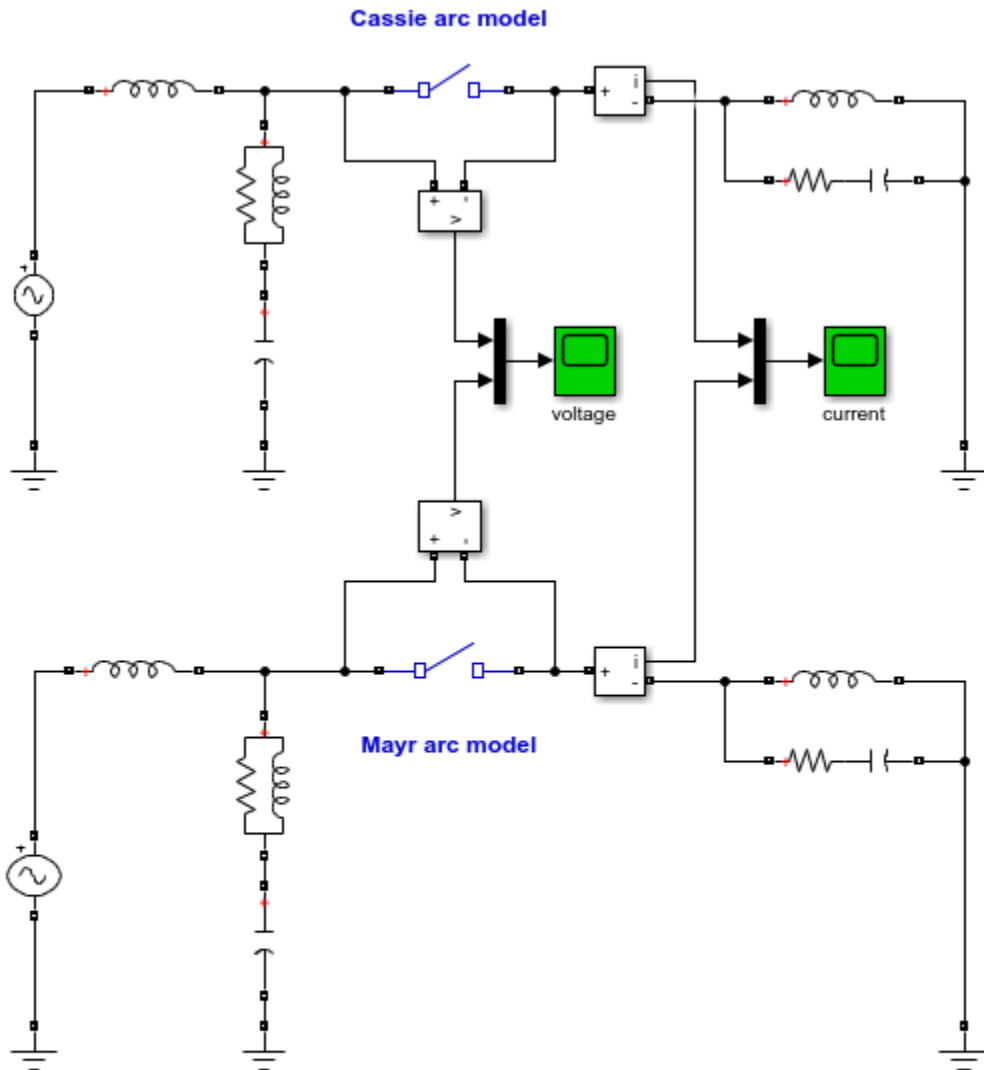 Cassie arc model
+
i
-
+
-
v
+
voltage
current
v
+
-
+
i
-
Mayr arc model
+